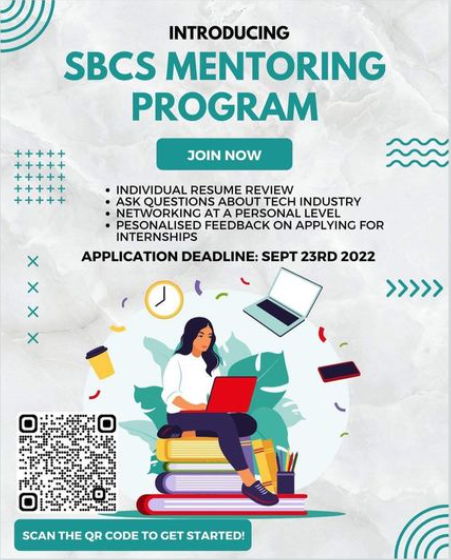 INTRODUCING
SBCS MENTORING
PROGRAM
JOIN NOW
• INDIVIDUAL RESUME REVIEW
• ASK QUESTIONS ABOUT TECH INDUSTRY
• NETWORKING AT A PERSONAL LEVEL
• PESONALISED FEEDBACK ON APPLYING FOR
INTERNSHIPS
APPLICATION DEADLINE: SEPT 23RD 2022
SCAN THE QR CODE TO GET STARTED!